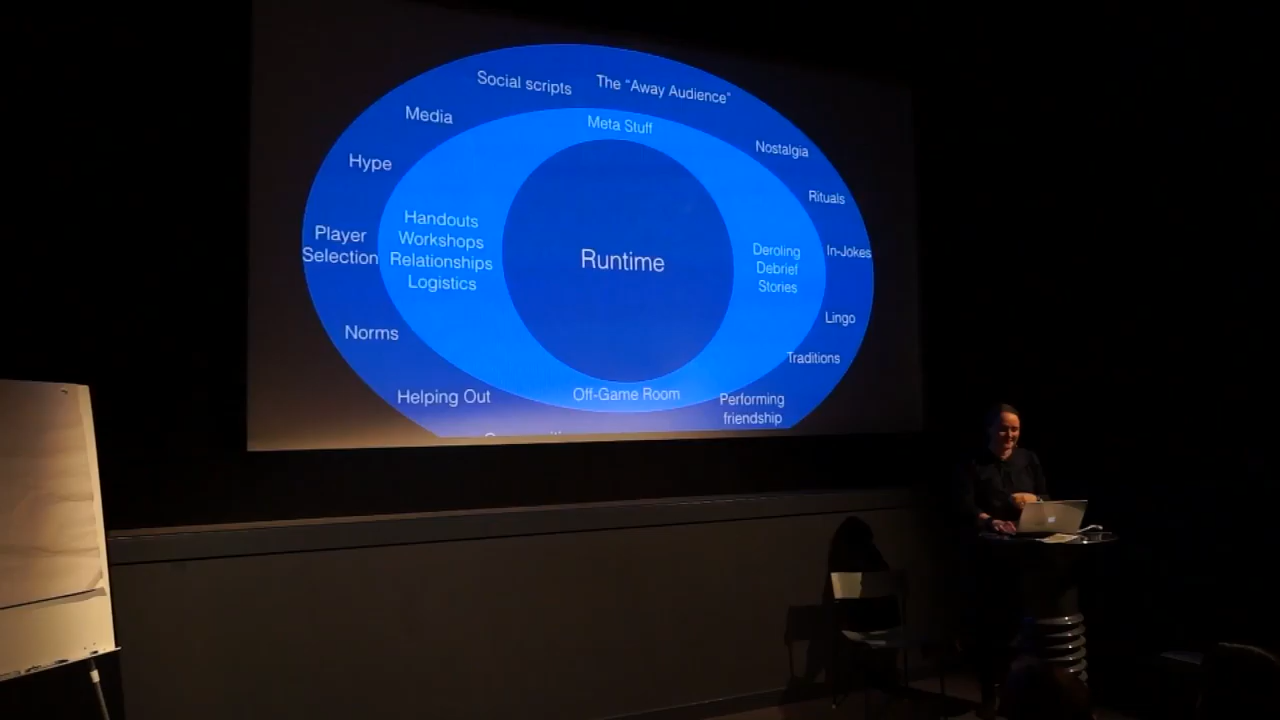 Social scripts
The "Away Audience"
Media
Meta Stuff
Nostalgia
Hype
Rituals
Handouts
Workshops
Relationships
Logistics
Player
Selection
Runtime
Deroling
Debrief
Stories
In-Jokes
Lingo
Norms
Traditions
Helping Out
Off-Game Room
Performing
friendship